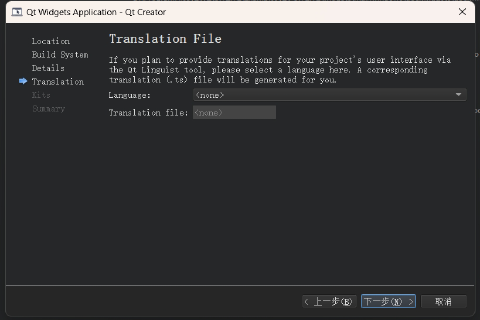 Qt Widgets Application - Qt Creator
Location
Build System
Details
Translation
Kits
Summary
Translation File
If you plan to provide translations for your project's user interface via
the Qt Linguist tool, please select a language here. A corresponding
translation (.ts) file will be generated for you.
Language: <none>
Translation file: <none>
< 上一步(B) 下一步(N) > 取消